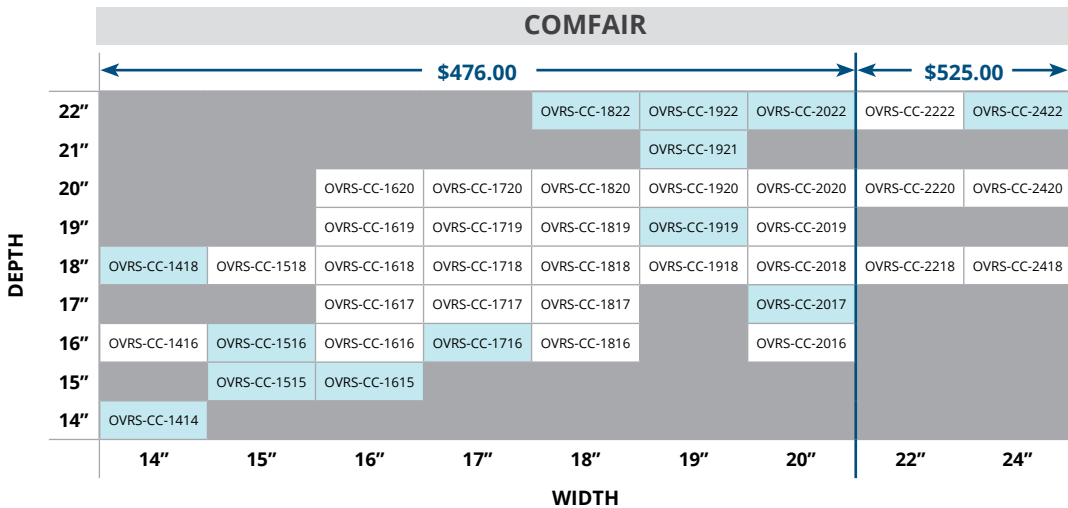 COMFAIR
$476.00 $525.00
22” OVRS-CC-1822 OVRS-CC-1922 OVRS-CC-2022 OVRS-CC-2222 OVRS-CC-2422
21” OVRS-CC-1921
20” OVRS-CC-1620 OVRS-CC-1720 OVRS-CC-1820 OVRS-CC-1920 OVRS-CC-2020 OVRS-CC-2220 OVRS-CC-2420
19” OVRS-CC-1619 OVRS-CC-1719 OVRS-CC-1819 OVRS-CC-1919 OVRS-CC-2019
18” OVRS-CC-1418 OVRS-CC-1518 OVRS-CC-1618 OVRS-CC-1718 OVRS-CC-1818 OVRS-CC-1918 OVRS-CC-2018 OVRS-CC-2218 OVRS-CC-2418
17” OVRS-CC-1617 OVRS-CC-1717 OVRS-CC-1817 OVRS-CC-2017
16” OVRS-CC-1416 OVRS-CC-1516 OVRS-CC-1616 OVRS-CC-1716 OVRS-CC-1816 OVRS-CC-2016
15” OVRS-CC-1515 OVRS-CC-1615
14” OVRS-CC-1414
DEPTH
14” 15” 16” 17” 18” 19” 20” 22” 24”
WIDTH